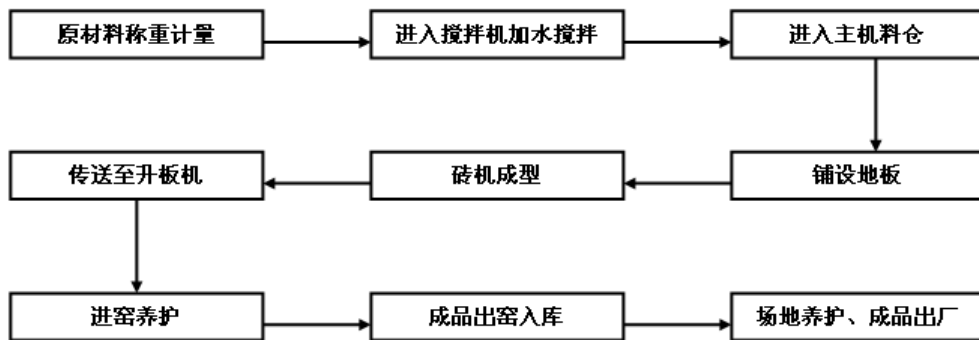 原材料称重计量
进入搅拌机加水搅拌
进入主机料仓
铺设地板
砖机成型
传送至升板机
进窑养护
成品出窑入库
场地养护、成品出厂